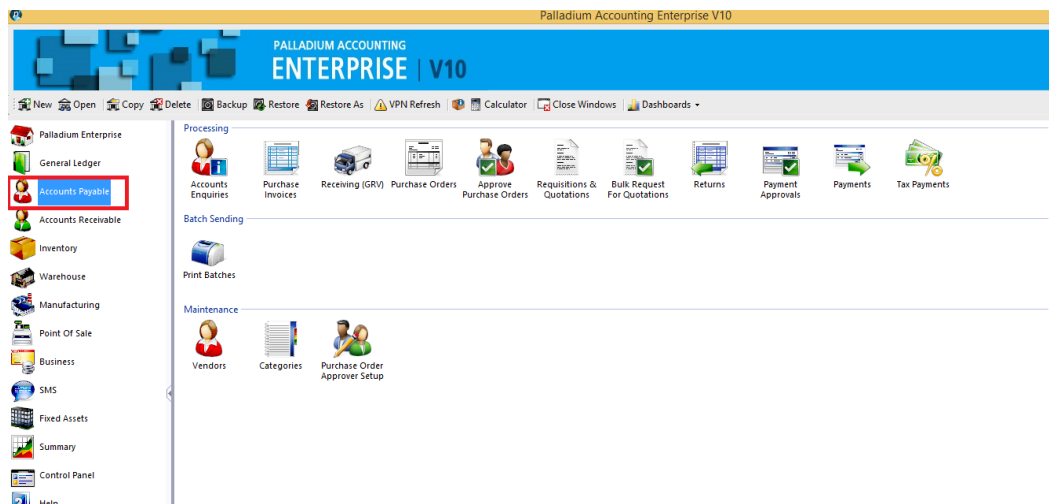 Palladium Accounting Enterprise V10
PALLADIUM ACCOUNTING
ENTERPRISE | V10
New Open Copy Delete Backup Restore Restore As VPN Refresh Calculator Close Windows Dashboards
Palladium Enterprise
General Ledger
Accounts Payable
Accounts Receivable
Inventory
Warehouse
Manufacturing
Point Of Sale
Business
SMS
Fixed Assets
Summary
Control Panel
Help
Processing
Accounts
Enquiries
Purchase
Invoices
Receiving (GRV)
Purchase Orders
Approve
Purchase Orders
Requisitions &
Quotations
Bulk Request
For Quotations
Returns
Payment
Approvals
Payments
Tax Payments
Batch Sending
Print Batches
Maintenance
Vendors
Categories
Purchase Order
Approver Setup